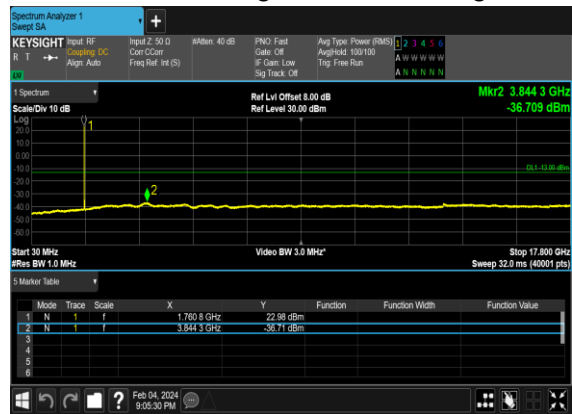 Spectrum Analyzer 1
Swept SA
KEYSIGHT Input: RF Input Z: 50 Ω #Atten: 40 dB PNO: Fast Avg Type: Power (RMS) 1 2 3 4 5 6
R T Coupling: DC Corr CCorr Gate: Off Avg|Hold: 100/100 A W W W W W
Align: Auto Freq Ref: Int (S) IF Gain: Low Trig: Free Run
LW Sig Track: Off A N N N N N
1 Spectrum Ref Lvl Offset 8.00 dB Mkr2 3.844 3 GHz
Scale/Div 10 dB Ref Level 30.00 dBm -36.709 dBm
Log
1
20.0
10.0
0.00
-10.0 DL1 -13.00 dBm
-20.0
-30.0 2
-40.0
-50.0
-60.0
Start 30 MHz Video BW 3.0 MHz* Stop 17.800 GHz
#Res BW 1.0 MHz Sweep 32.0 ms (40001 pts)
5 Marker Table
Mode Trace Scale X Y Function Function Width Function Value
1 N 1 f 1.760 8 GHz 22.98 dBm
2 N 1 f 3.844 3 GHz -36.71 dBm
3
4
5
6
? Feb 04, 2024
9:05:30 PM